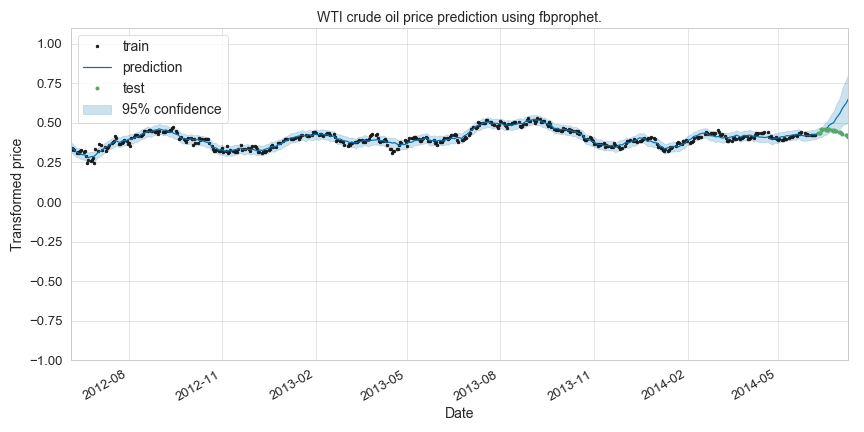 WTI crude oil price prediction using fbprophet.
train
prediction
test
95% confidence
1.00
0.75
0.50
0.25
0.00
−0.25
−0.50
−0.75
−1.00
Transformed price
2012-08
2012-11
2013-02
2013-05
2013-08
2013-11
2014-02
2014-05
Date